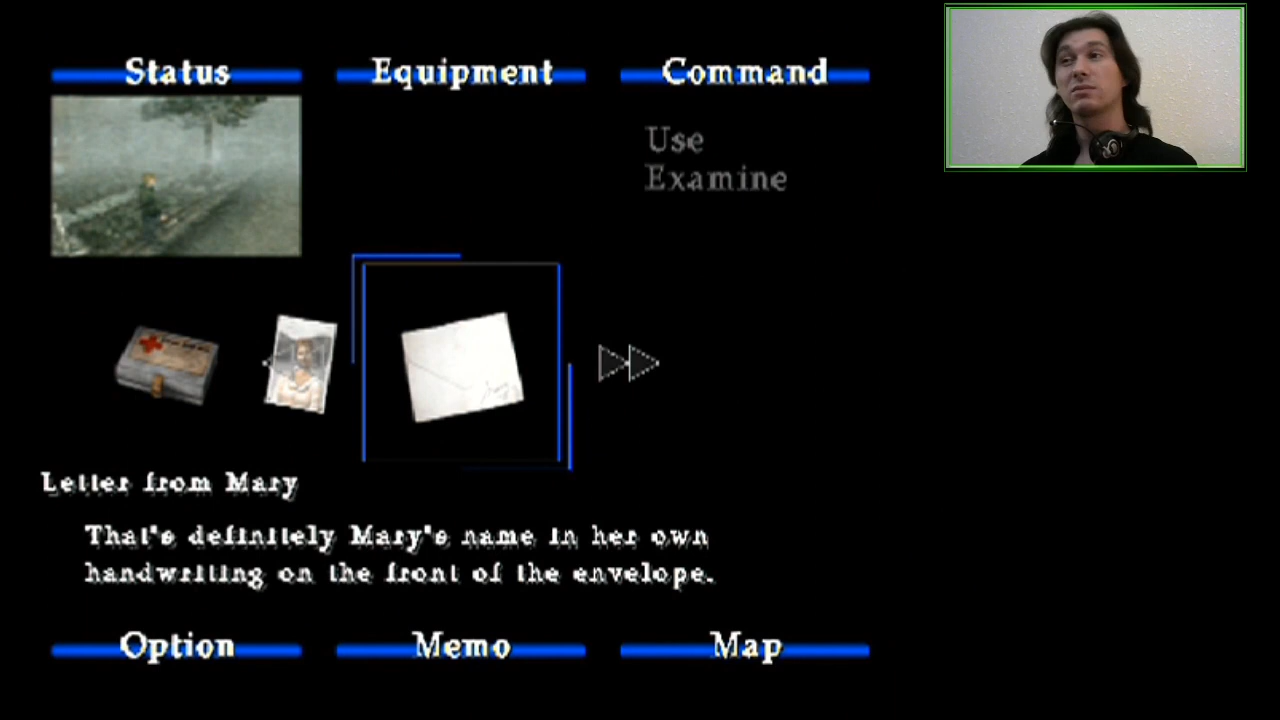 Status Equipment Command
Use
Examine
Letter from Mary
That's definitely Mary's name in her own
handwriting on the front of the envelope.
Option Memo Map